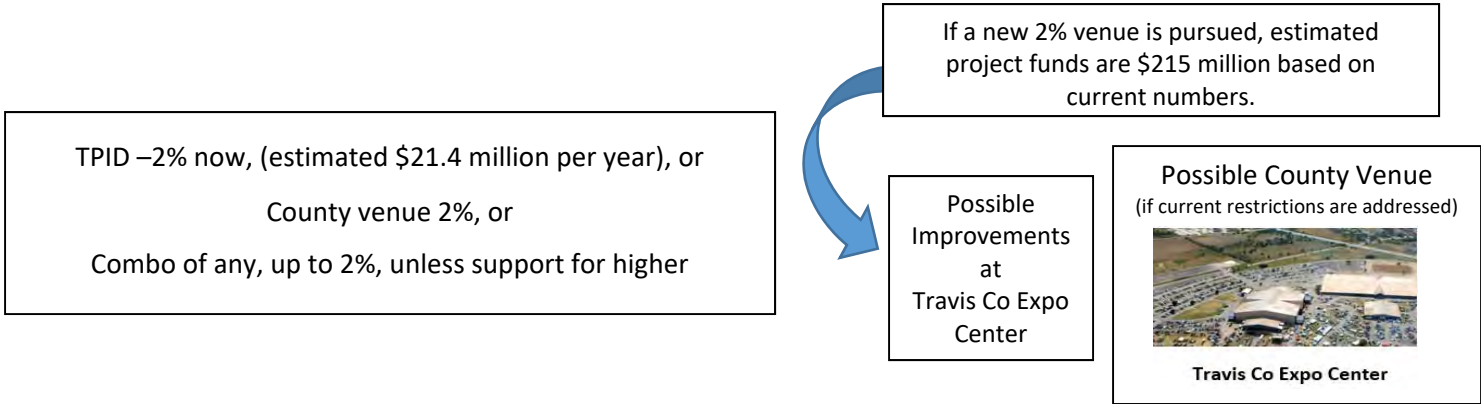 If a new 2% venue is pursued, estimated
project funds are $215 million based on
current numbers.
TPID –2% now, (estimated $21.4 million per year), or
County venue 2%, or
Combo of any, up to 2%, unless support for higher
Possible
Improvements
at
Travis Co Expo
Center
Possible County Venue
(if current restrictions are addressed)
Travis Co Expo Center